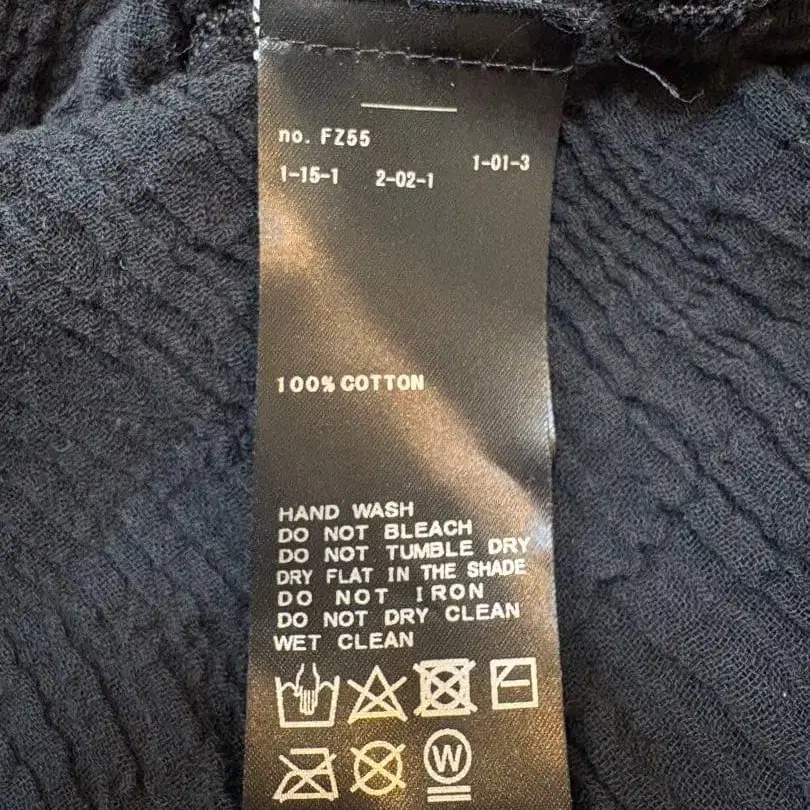 no. FZ55
1-15-1 2-02-1 1-01-3
100% COTTON
HAND WASH
DO NOT BLEACH
DO NOT TUMBLE DRY
DRY FLAT IN THE SHADE
DO NOT IRON
DO NOT DRY CLEAN
WET CLEAN
W